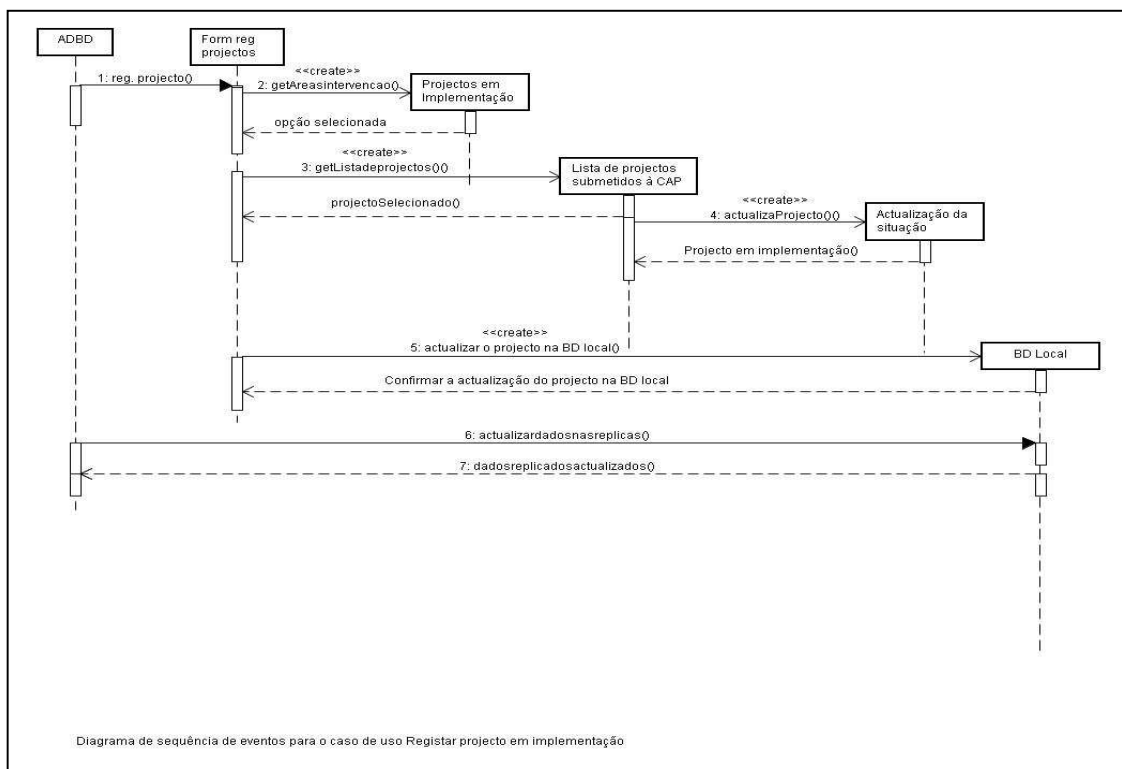 ADBD
Form reg
projectos
1: reg. projecto()
<<create>>
2: getAreasintervencao()
Projectos em
Implementação
opção selecionada
<<create>>
3: getListadeprojectos()()
Lista de projectos
submetidos à CAP
projectoSelecionado()
<<create>>
4: actualizaProjecto()()
Actualização da
situação
Projecto em implementação()
<<create>>
5: actualizar o projecto na BD local()
BD Local
Confirmar a actualização do projecto na BD local
6: actualizardadosnasreplicas()
7: dadosreplicadosactualizados()
Diagrama de sequência de eventos para o caso de uso Registar projecto em implementação